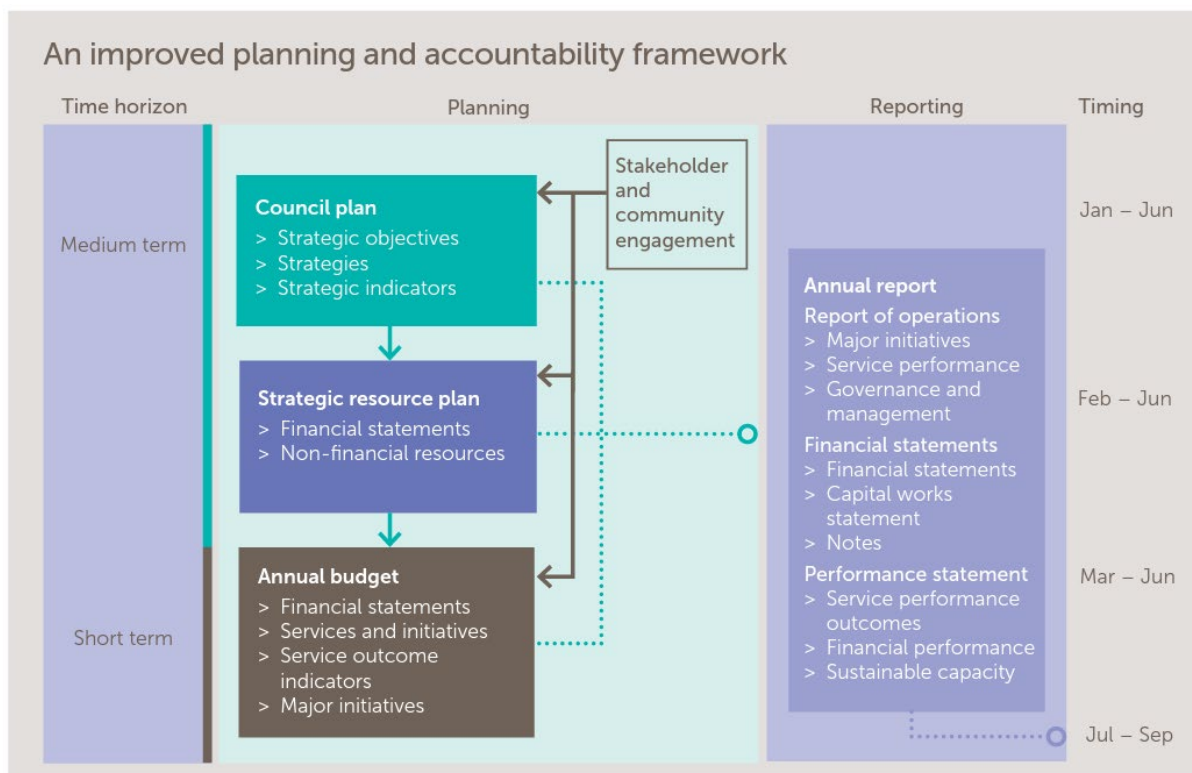 An improved planning and accountability framework
Time horizon
Planning
Reporting
Timing
Medium term
Short term
Stakeholder
and
community
engagement
Council plan
> Strategic objectives
> Strategies
> Strategic indicators
Strategic resource plan
> Financial statements
> Non-financial resources
Annual budget
> Financial statements
> Services and initiatives
> Service outcome
indicators
> Major initiatives
Annual report
Report of operations
> Major initiatives
> Service performance
> Governance and
management
Financial statements
> Financial statements
> Capital works
statement
> Notes
Performance statement
> Service performance
outcomes
> Financial performance
> Sustainable capacity
Jan – Jun
Feb – Jun
Mar – Jun
Jul – Sep